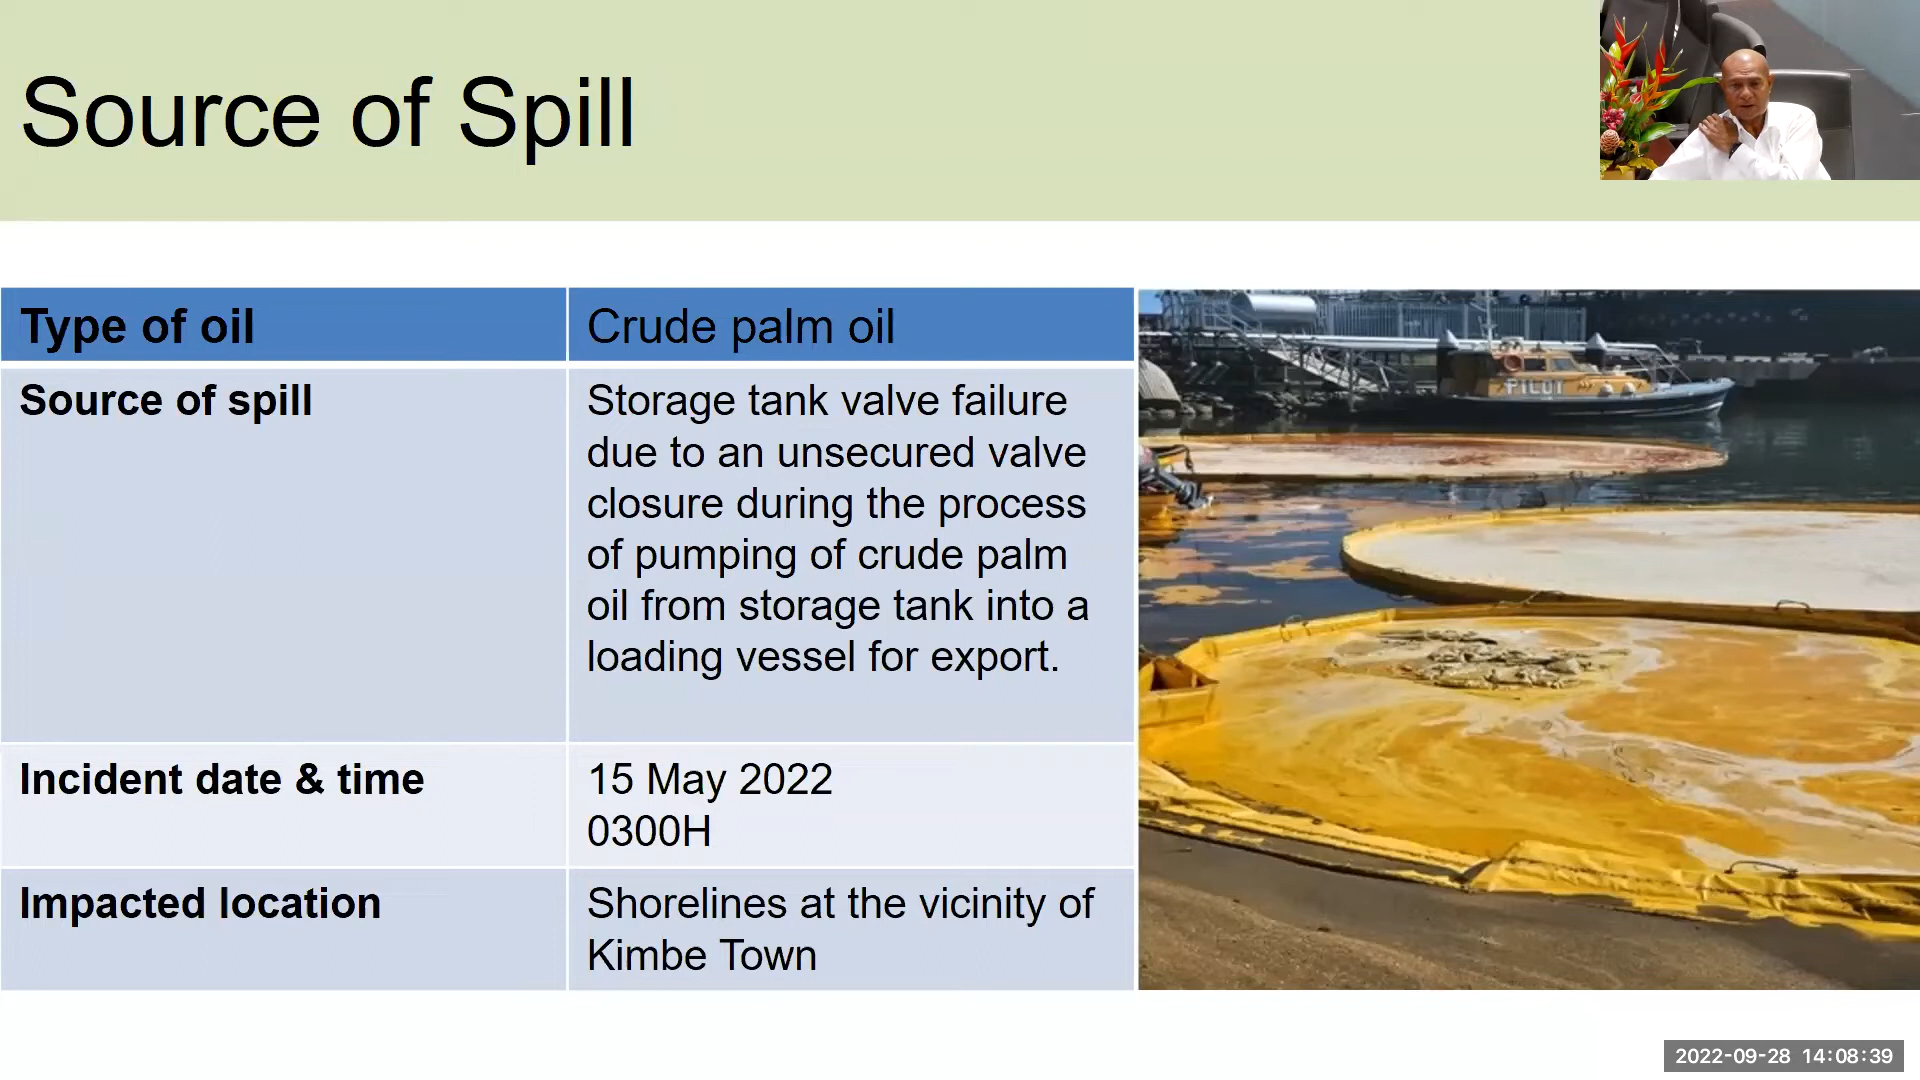 Source of Spill
Type of oil
Crude palm oil
Source of spill
Storage tank valve failure
due to an unsecured valve
closure during the process
of pumping of crude palm
oil from storage tank into a
loading vessel for export.
Incident date & time
15 May 2022
0300H
Impacted location
Shorelines at the vicinity of
Kimbe Town
PILOT
2022-09-28 14:08:39